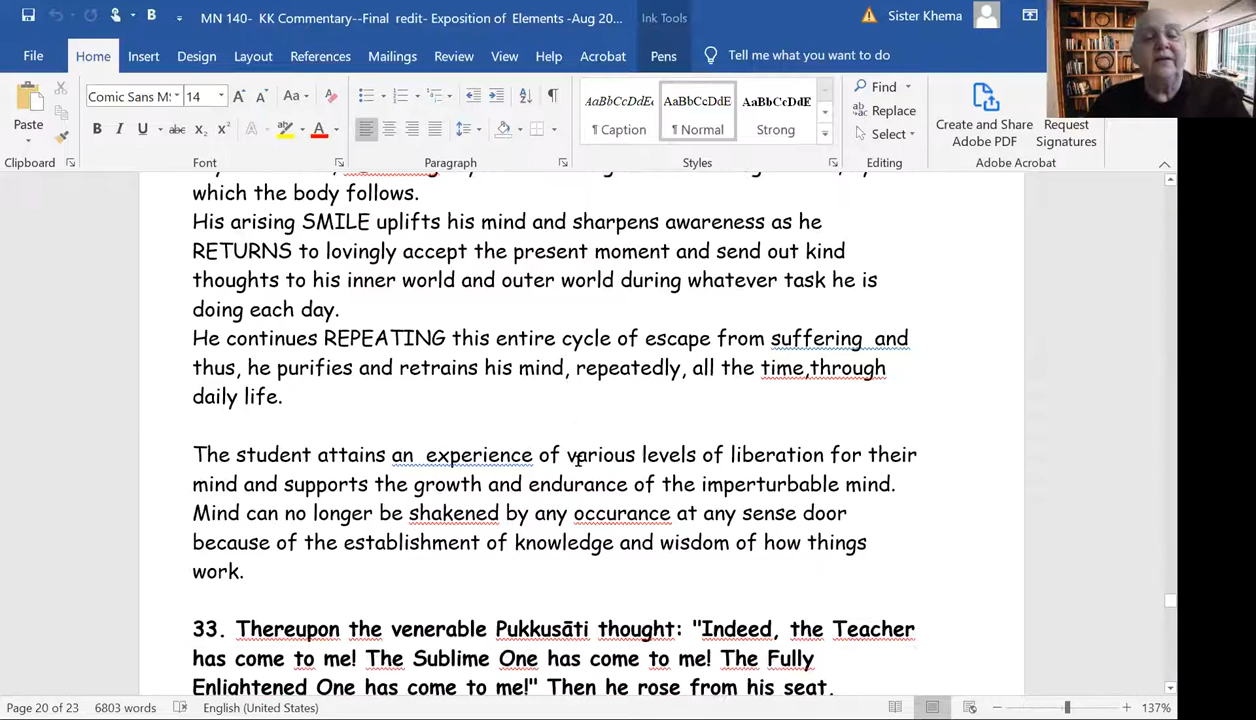 MN 140- KK Commentary--Final redit- Exposition of Elements -Aug 20...
Ink Tools
Sister Khema
File Home Insert Design Layout References Mailings Review View Help Acrobat Pens Tell me what you want to do
Comic Sans M 14
Paste
AaBbCcDdE AaBbCcDdE AaBbCcDdE
¶ Caption ¶ Normal Strong
Find
Replace
Select
Create and Share Adobe PDF
Request Signatures
Clipboard Font Paragraph Styles Editing Adobe Acrobat
which the body follows.
His arising SMILE uplifts his mind and sharpens awareness as he
RETURNS to lovingly accept the present moment and send out kind
thoughts to his inner world and outer world during whatever task he is
doing each day.
He continues REPEATING this entire cycle of escape from suffering  and
thus, he purifies and retrains his mind, repeatedly, all the time,through
daily life.
The student attains an  experience of various levels of liberation for their
mind and supports the growth and endurance of the imperturbable mind.
Mind can no longer be shakened by any occurance at any sense door
because of the establishment of knowledge and wisdom of how things
work.
33. Thereupon the venerable Pukkusāti thought: "Indeed, the Teacher
has come to me! The Sublime One has come to me! The Fully
Enlightened One has come to me!" Then he rose from his seat,
Page 20 of 23 6803 words English (United States) 137%